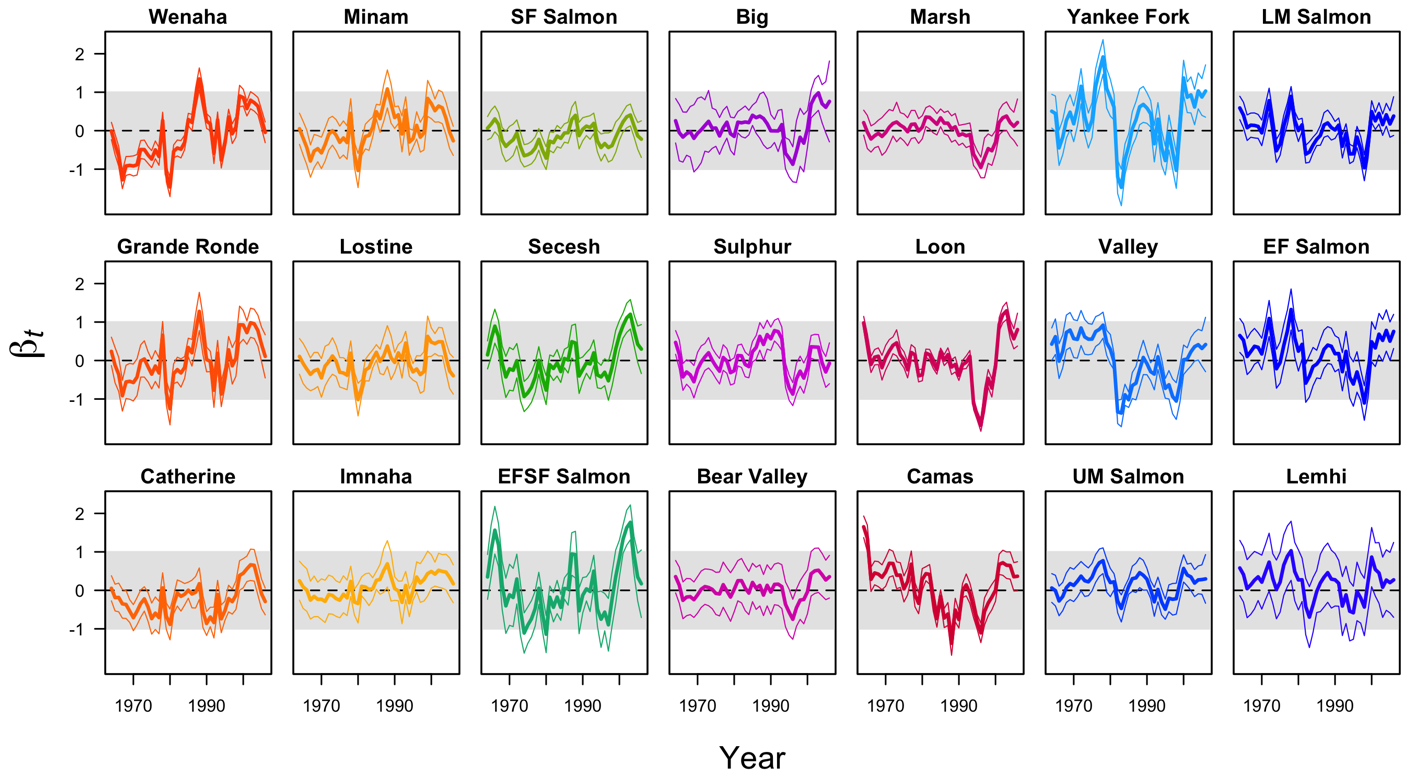 Wenaha Minam SF Salmon Big Marsh Yankee Fork LM Salmon
2
1
0
-1
Grande Ronde Lostine Secesh Sulphur Loon Valley EF Salmon
2
1
0
-1
βt
Catherine Imnaha EFSF Salmon Bear Valley Camas UM Salmon Lemhi
2
1
0
-1
1970 1990 1970 1990 1970 1990 1970 1990 1970 1990 1970 1990 1970 1990
Year